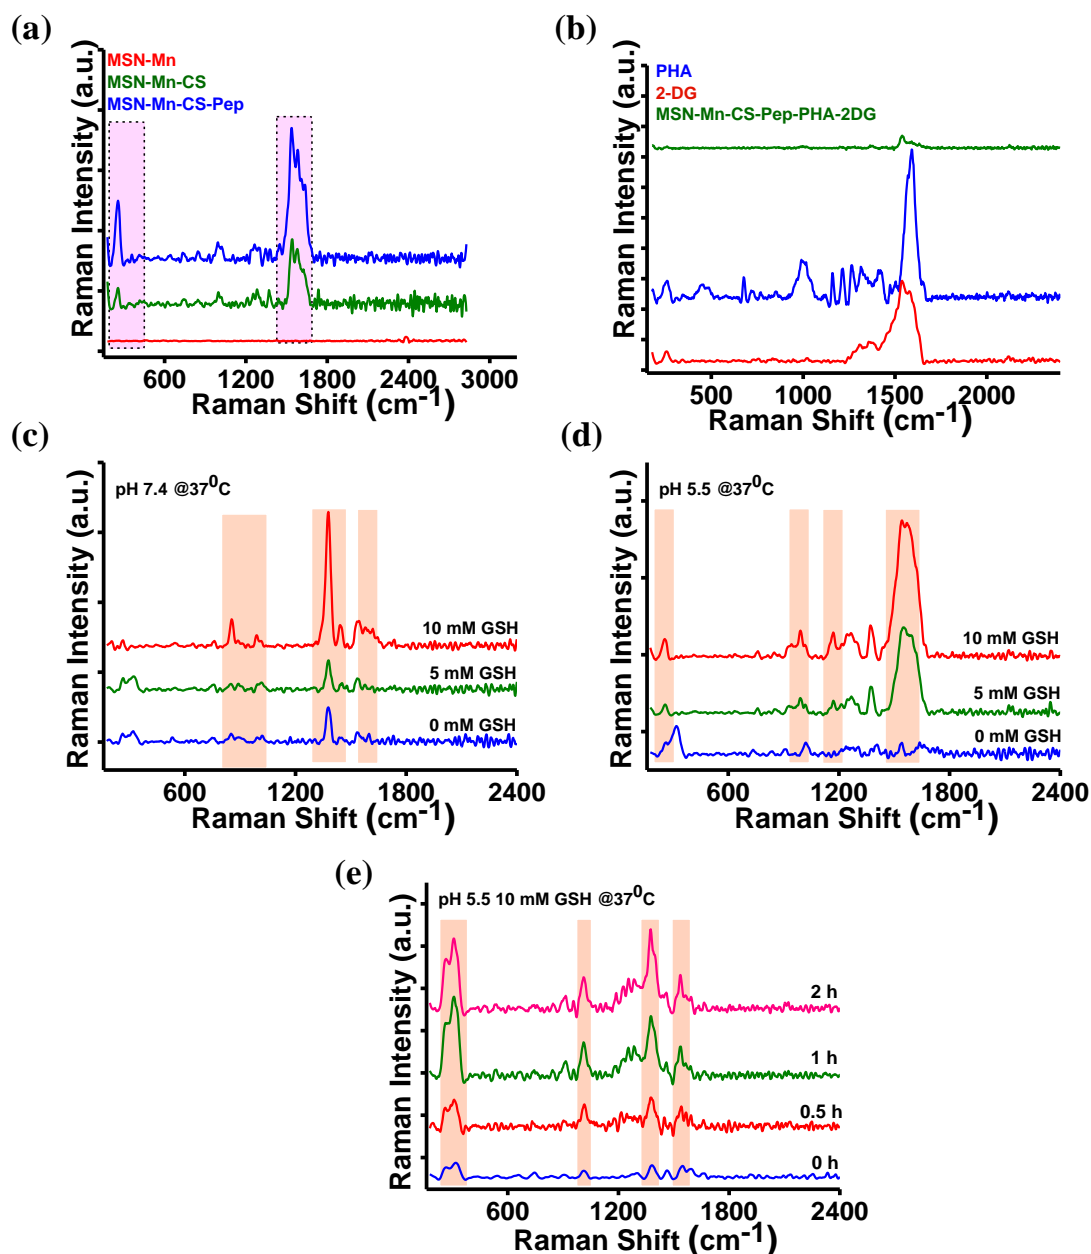 (a)
Raman Intensity (a.u.)
MSN-Mn
MSN-Mn-CS
MSN-Mn-CS-Pep
600 1200 1800 2400 3000
Raman Shift (cm⁻¹)
(b)
Raman Intensity (a.u.)
PHA
2-DG
MSN-Mn-CS-Pep-PHA-2DG
500 1000 1500 2000
Raman Shift (cm⁻¹)
(c)
Raman Intensity (a.u.)
pH 7.4 @37⁰C
10 mM GSH
5 mM GSH
0 mM GSH
600 1200 1800 2400
Raman Shift (cm⁻¹)
(d)
Raman Intensity (a.u.)
pH 5.5 @37⁰C
10 mM GSH
5 mM GSH
0 mM GSH
600 1200 1800 2400
Raman Shift (cm⁻¹)
(e)
Raman Intensity (a.u.)
pH 5.5 10 mM GSH @37⁰C
2 h
1 h
0.5 h
0 h
600 1200 1800 2400
Raman Shift (cm⁻¹)